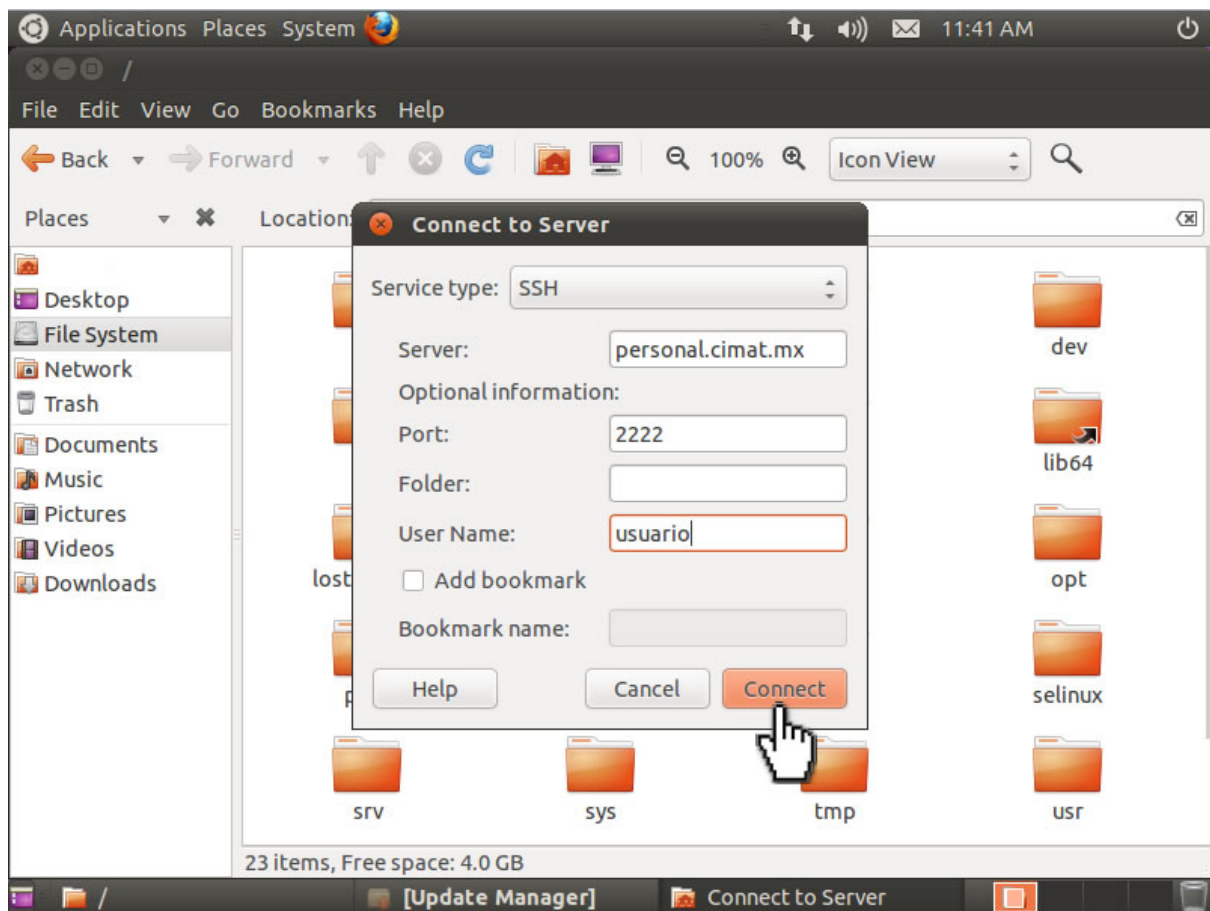 Applications Places System 11:41 AM
/
File Edit View Go Bookmarks Help
Back Forward 100% Icon View
Places Location:
Connect to Server
Service type: SSH
Desktop
File System
Network
Trash
Documents
Music
Pictures
Videos
Downloads
Server: personal.cimat.mx
Optional information:
Port: 2222
Folder:
User Name: usuario
Add bookmark
Bookmark name:
Help Cancel Connect
dev
lib64
lost
opt
selinux
srv sys tmp usr
23 items, Free space: 4.0 GB
/ [Update Manager] Connect to Server